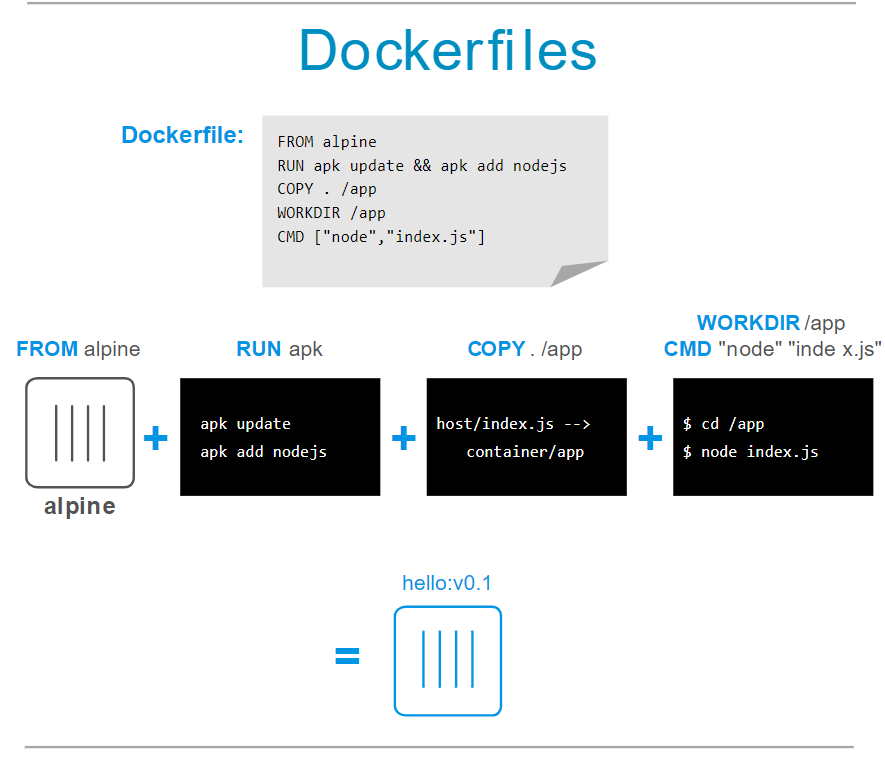 Dockerfiles
Dockerfile:
FROM alpine
RUN apk update && apk add nodejs
COPY . /app
WORKDIR /app
CMD ["node","index.js"]
FROM alpine
RUN apk
COPY . /app
WORKDIR /app
CMD "node" "inde x.js"
alpine
+
apk update
apk add nodejs
+
host/index.js -->
container/app
+
$ cd /app
$ node index.js
hello:v0.1
=